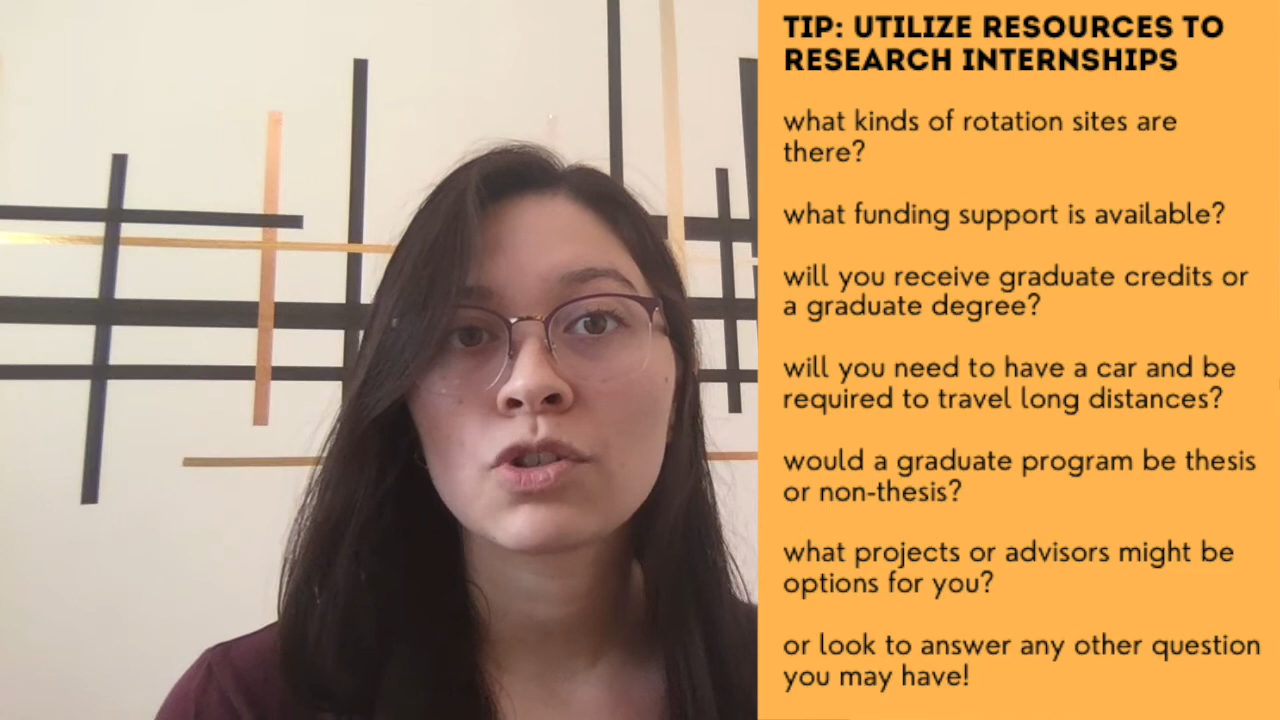 TIP: UTILIZE RESOURCES TO
RESEARCH INTERNSHIPS
what kinds of rotation sites are
there?
what funding support is available?
will you receive graduate credits or
a graduate degree?
will you need to have a car and be
required to travel long distances?
would a graduate program be thesis
or non-thesis?
what projects or advisors might be
options for you?
or look to answer any other question
you may have!